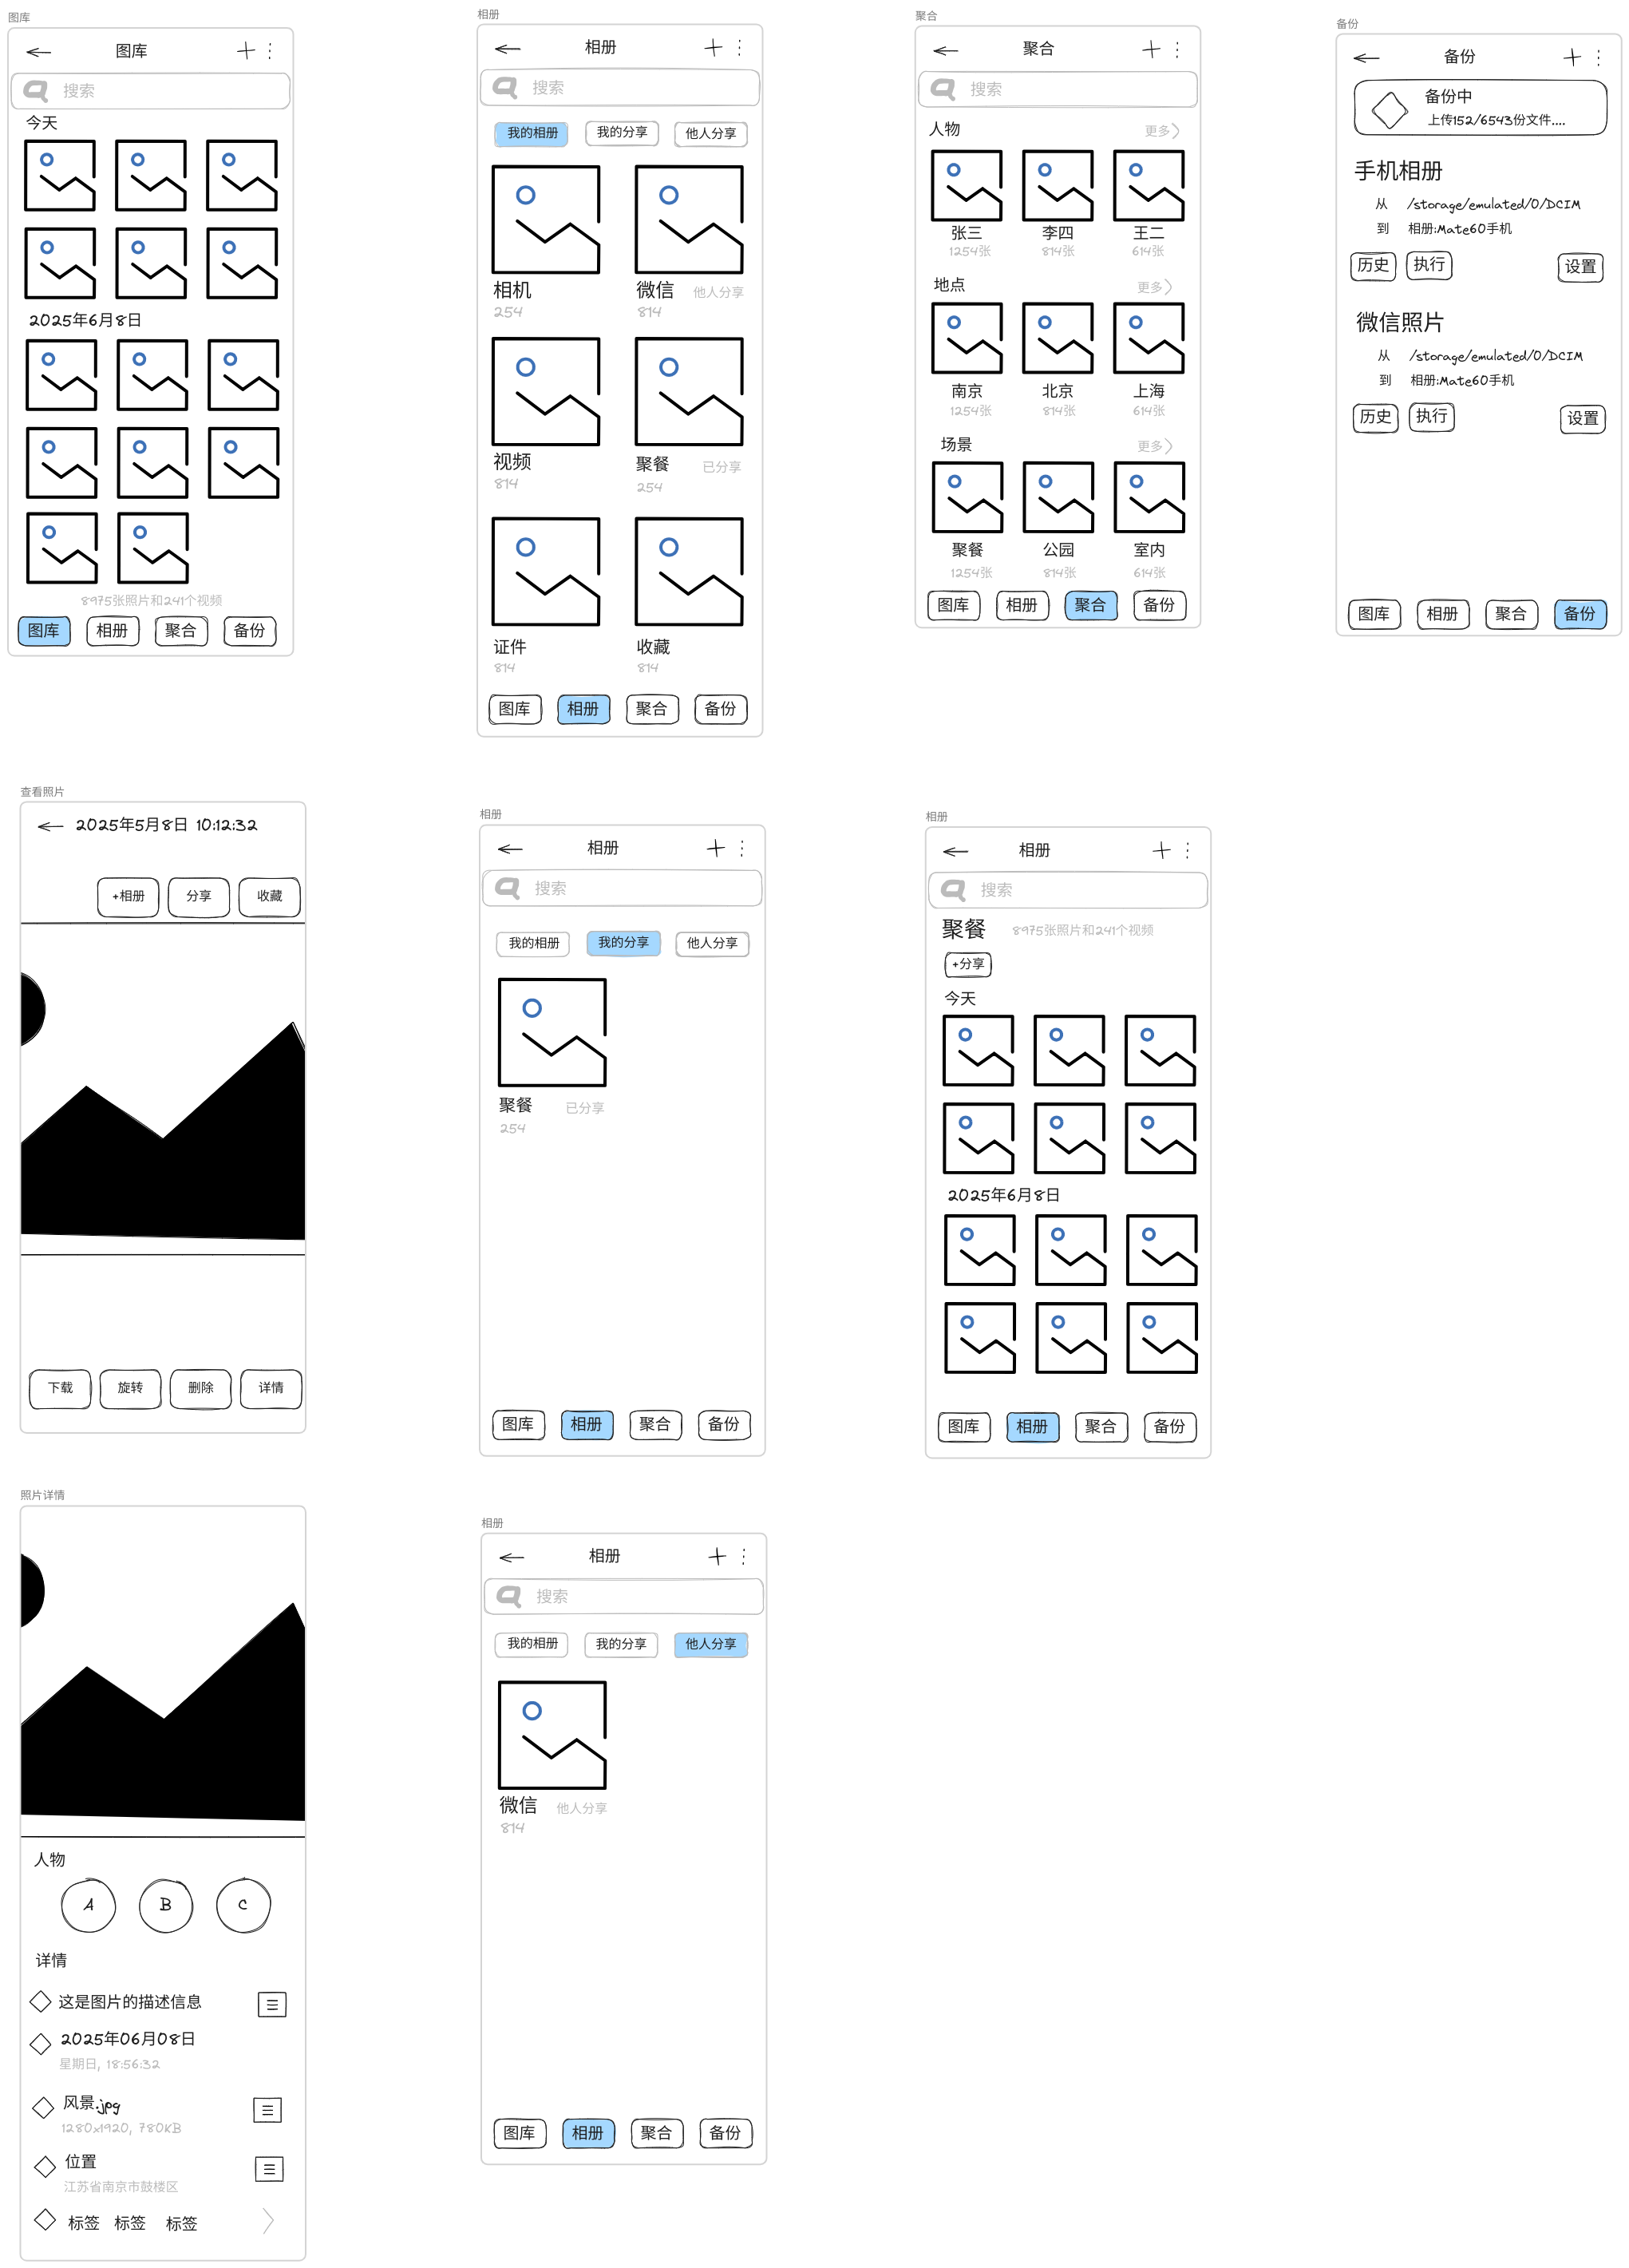 图库
图库
搜索
今天
2025年6月8日
8975张照片和241个视频
图库 相册 聚合 备份
相册
相册
搜索
我的相册 我的分享 他人分享
相机 微信 他人分享
254 814
视频 聚餐 已分享
814 254
证件 收藏
814 814
图库 相册 聚合 备份
聚合
聚合
搜索
人物 更多
张三 李四 王二
1254张 814张 614张
地点 更多
南京 北京 上海
1254张 814张 614张
场景 更多
聚餐 公园 室内
1254张 814张 614张
图库 相册 聚合 备份
备份
备份
备份中
上传152/6543份文件....
手机相册
从 /storage/emulated/0/DCIM
到 相册:Mate60手机
历史 执行 设置
微信照片
从 /storage/emulated/0/DCIM
到 相册:Mate60手机
历史 执行 设置
图库 相册 聚合 备份
查看照片
2025年5月8日 10:12:32
+相册 分享 收藏
下载 旋转 删除 详情
相册
相册
搜索
我的相册 我的分享 他人分享
聚餐 已分享
254
图库 相册 聚合 备份
相册
相册
搜索
聚餐 8975张照片和241个视频
+分享
今天
2025年6月8日
图库 相册 聚合 备份
照片详情
人物
A B C
详情
这是图片的描述信息
2025年06月08日
星期日, 18:56:32
风景.jpg
1280x1920, 780KB
位置
江苏省南京市鼓楼区
标签 标签 标签
相册
相册
搜索
我的相册 我的分享 他人分享
微信 他人分享
814
图库 相册 聚合 备份